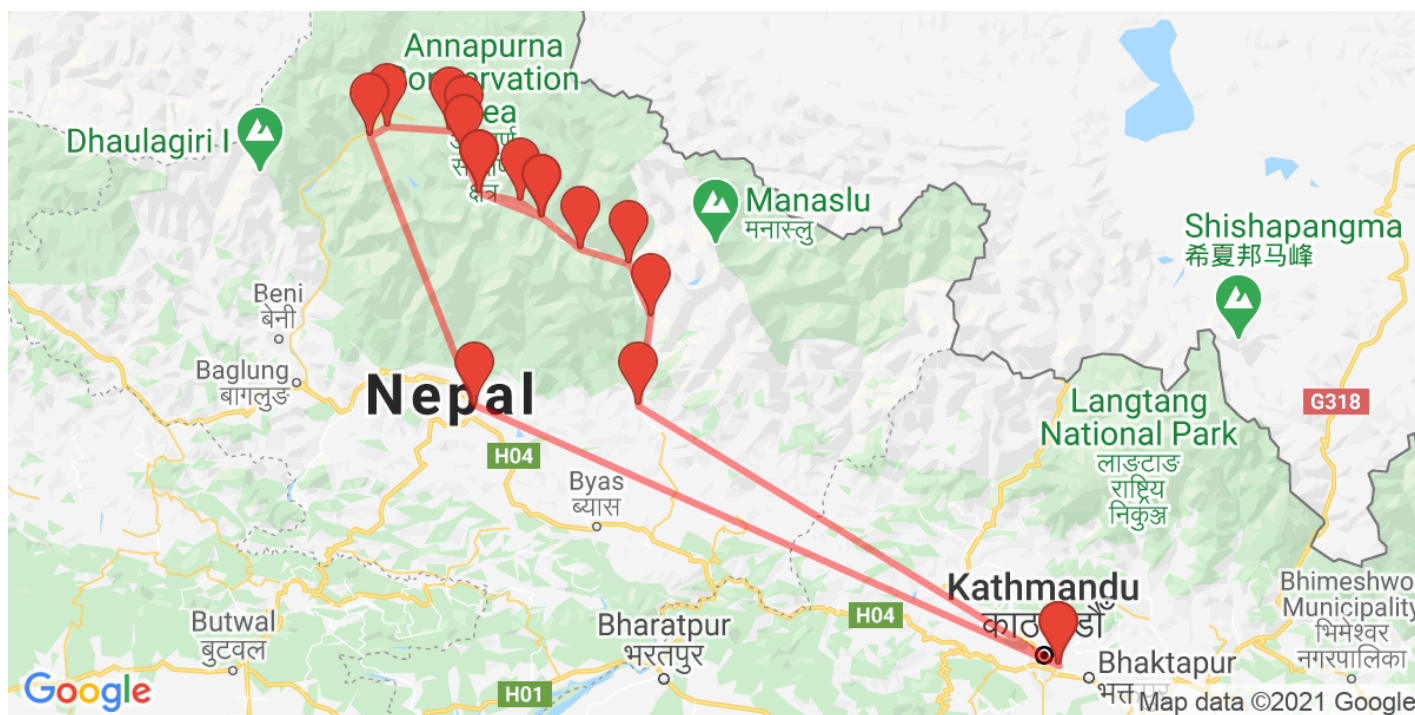 Annapurna
Conservation
Area
क्षेत्र
Dhaulagiri I
Manaslu
मनास्लु
Shishapangma
希夏邦马峰
Beni
बेनी
Baglung
बागलुङ
Nepal
G318
Langtang
National Park
लाङटाङ
राष्ट्रिय
निकुञ्ज
H04
Byas
ब्यास
Kathmandu
H04
Bhimeshwo
Municipality
भिमेश्वर
नगरपालिका
Butwal
बुटवल
Bharatpur
भरतपुर
Bhaktapur
H01
Google
Map data ©2021 Google